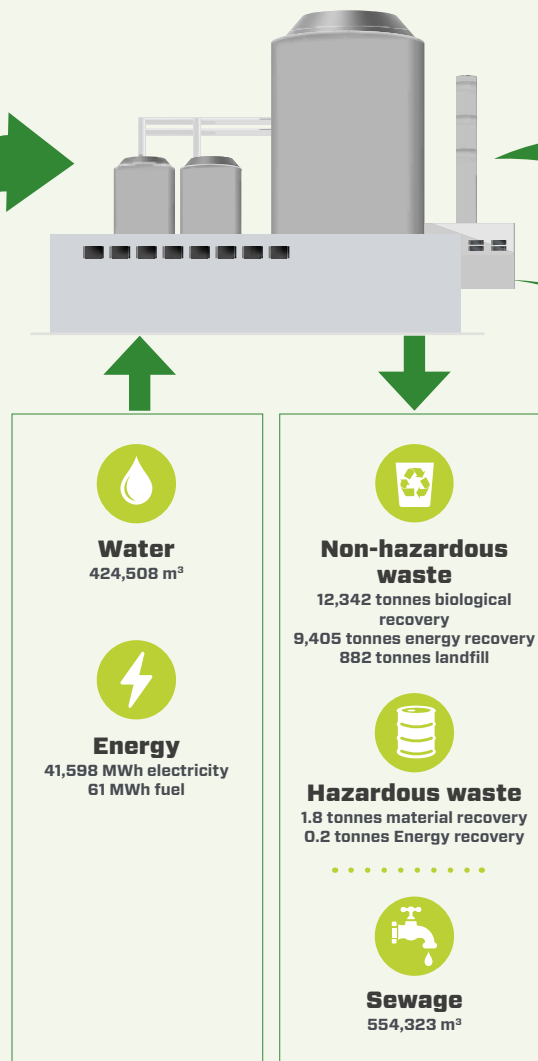 Water
424,508 m³
Energy
41,598 MWh electricity
61 MWh fuel
Non-hazardous
waste
12,342 tonnes biological
recovery
9,405 tonnes energy recovery
882 tonnes landfill
Hazardous waste
1.8 tonnes material recovery
0.2 tonnes Energy recovery
Sewage
554,323 m³